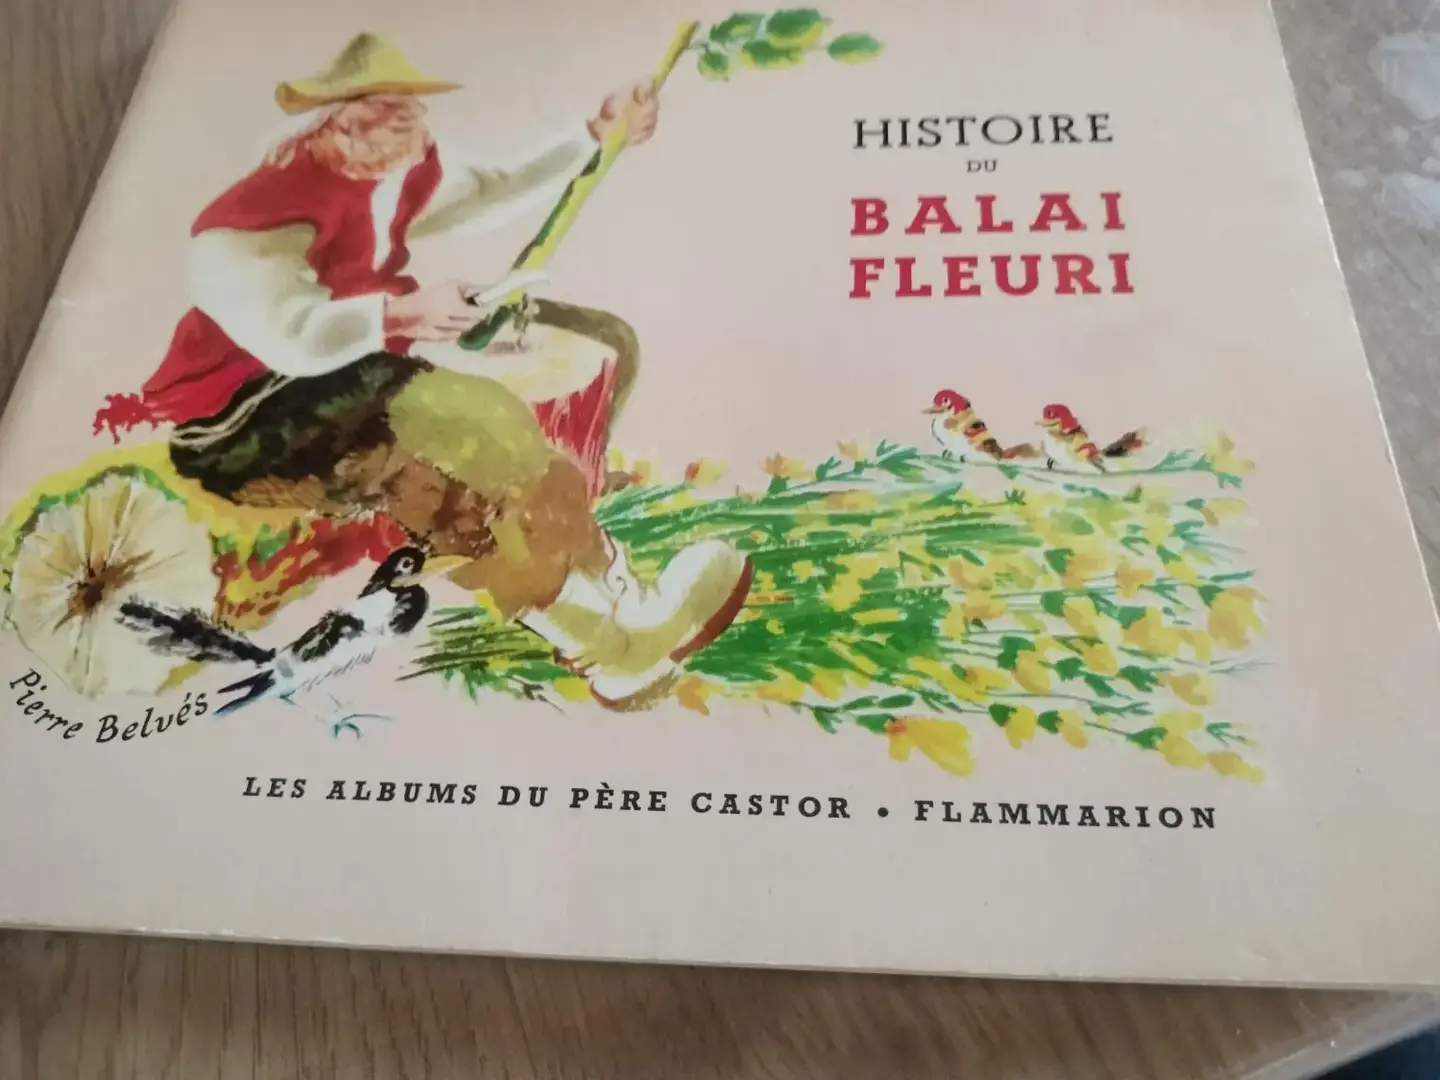 HISTOIRE
DU
BALAI
FLEURI
Pierre Belvés
LES ALBUMS DU PÈRE CASTOR • FLAMMARION